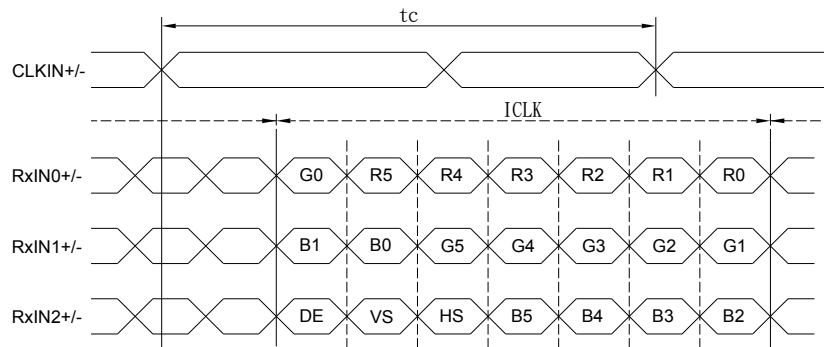 tc
CLKIN+/-
ICLK
RxIN0+/- G0 R5 R4 R3 R2 R1 R0
RxIN1+/- B1 B0 G5 G4 G3 G2 G1
RxIN2+/- DE VS HS B5 B4 B3 B2